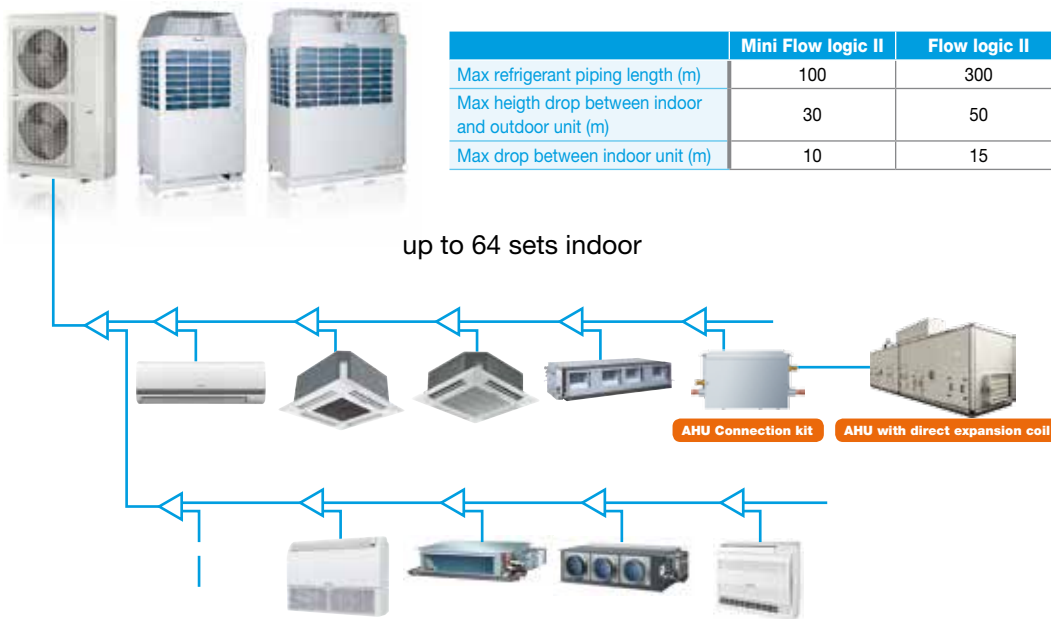 Mini Flow logic II Flow logic II
Max refrigerant piping length (m) 100 300
Max heigth drop between indoor
and outdoor unit (m) 30 50
Max drop between indoor unit (m) 10 15
up to 64 sets indoor
AHU Connection kit AHU with direct expansion coil